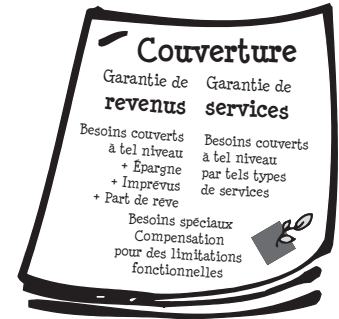 Couverture
Garantie de
revenus
Besoins couverts
à tel niveau
+ Épargne
+ Imprévus
+ Part de rêve
Garantie de
services
Besoins couverts
à tel niveau
par tels types
de services
Besoins spéciaux
Compensation
pour des limitations
fonctionnelles